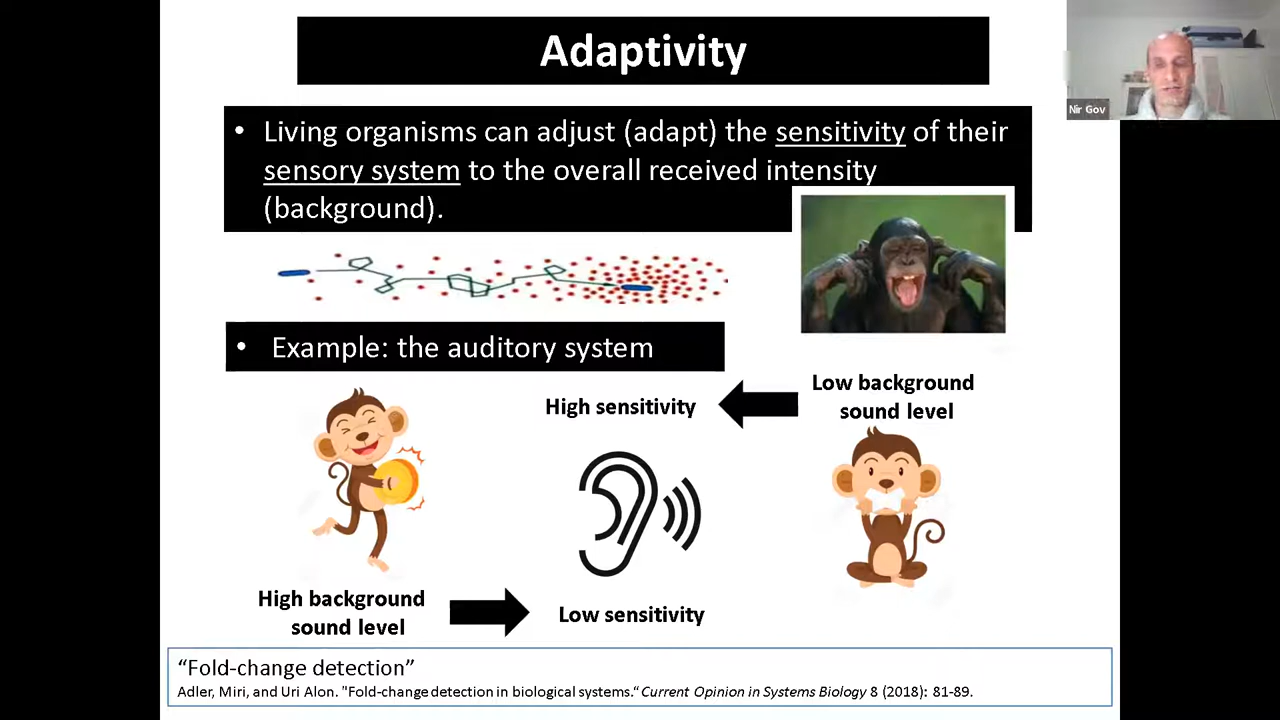 Adaptivity
Nir Gov
• Living organisms can adjust (adapt) the sensitivity of their
sensory system to the overall received intensity
(background).
• Example: the auditory system
Low background
sound level
High sensitivity
High background
sound level
Low sensitivity
“Fold-change detection”
Adler, Miri, and Uri Alon. "Fold-change detection in biological systems.“ Current Opinion in Systems Biology 8 (2018): 81-89.